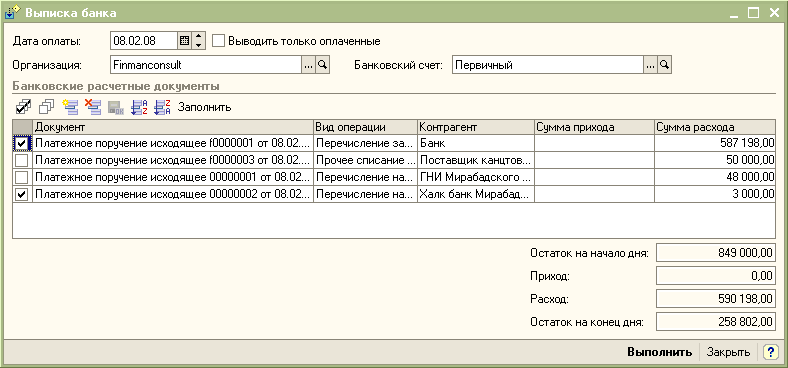 Выписка банка
Дата оплаты: 08.02.08 Выводить только оплаченные
Организация: Finmanconsult ... Банковский счет: Первичный ...
Банковские расчетные документы
Заполнить
Документ Вид операции Контрагент Сумма прихода Сумма расхода
Платежное поручение исходящее f0000001 от 08.02.... Перечисление за... Банк 587 198,00
Платежное поручение исходящее f0000003 от 08.02.... Прочее списание ... Поставщик канцтов... 50 000,00
Платежное поручение исходящее 00000001 от 08.02... Перечисление на... ГНИ Мирабадского ... 48 000,00
Платежное поручение исходящее 00000002 от 08.02... Перечисление на... Халк банк Мирабад... 3 000,00
Остаток на начало дня: 849 000,00
Приход: 0,00
Расход: 590 198,00
Остаток на конец дня: 258 802,00
Выполнить Закрыть ?